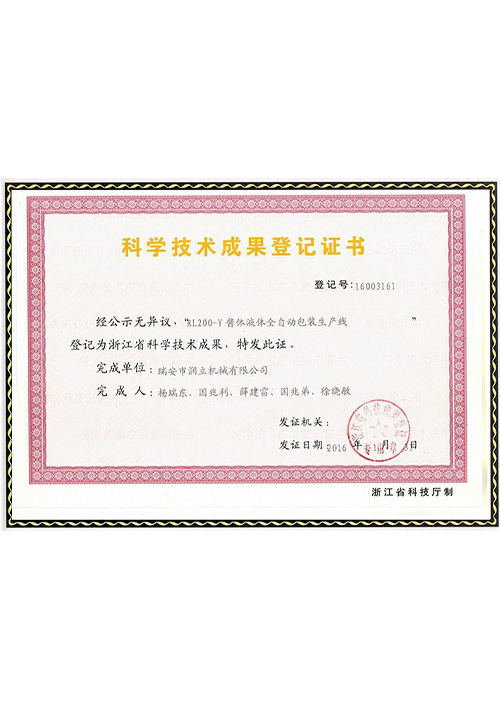 科学技术成果登记证书
登记号:16003161
经公示无异议，“RL200-Y 酱体液体全自动包装生产线 ”
登记为浙江省科学技术成果，特发此证。
完成单位：瑞安市润立机械有限公司
完 成 人：杨瑞东、国兆利、薛建雷、国兆弟、徐晓敏
发证机关：
发证日期：2016 年 月 日
专用章
浙江省科技厅制